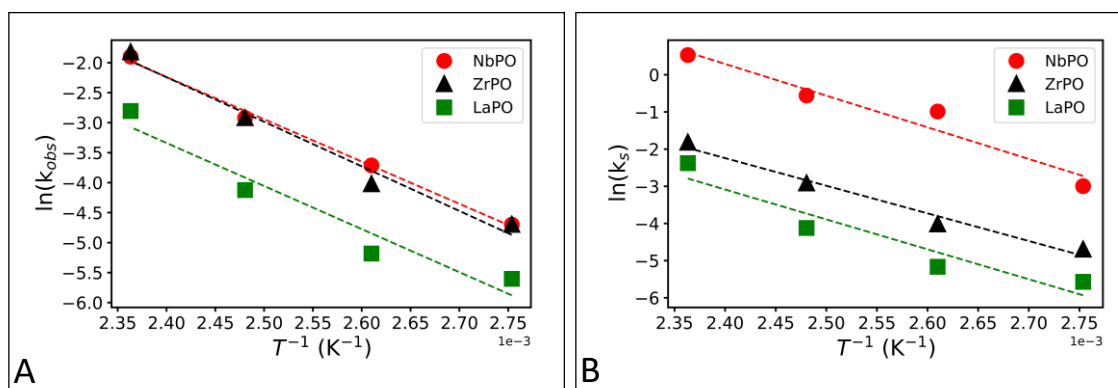 −2.0
−2.5
−3.0
−3.5
−4.0
−4.5
−5.0
−5.5
−6.0
ln(k_obs)
NbPO
ZrPO
LaPO
2.35 2.40 2.45 2.50 2.55 2.60 2.65 2.70 2.75
1e−3
T⁻¹ (K⁻¹)
A
0
−1
−2
−3
−4
−5
−6
ln(k_s)
NbPO
ZrPO
LaPO
2.35 2.40 2.45 2.50 2.55 2.60 2.65 2.70 2.75
1e−3
T⁻¹ (K⁻¹)
B